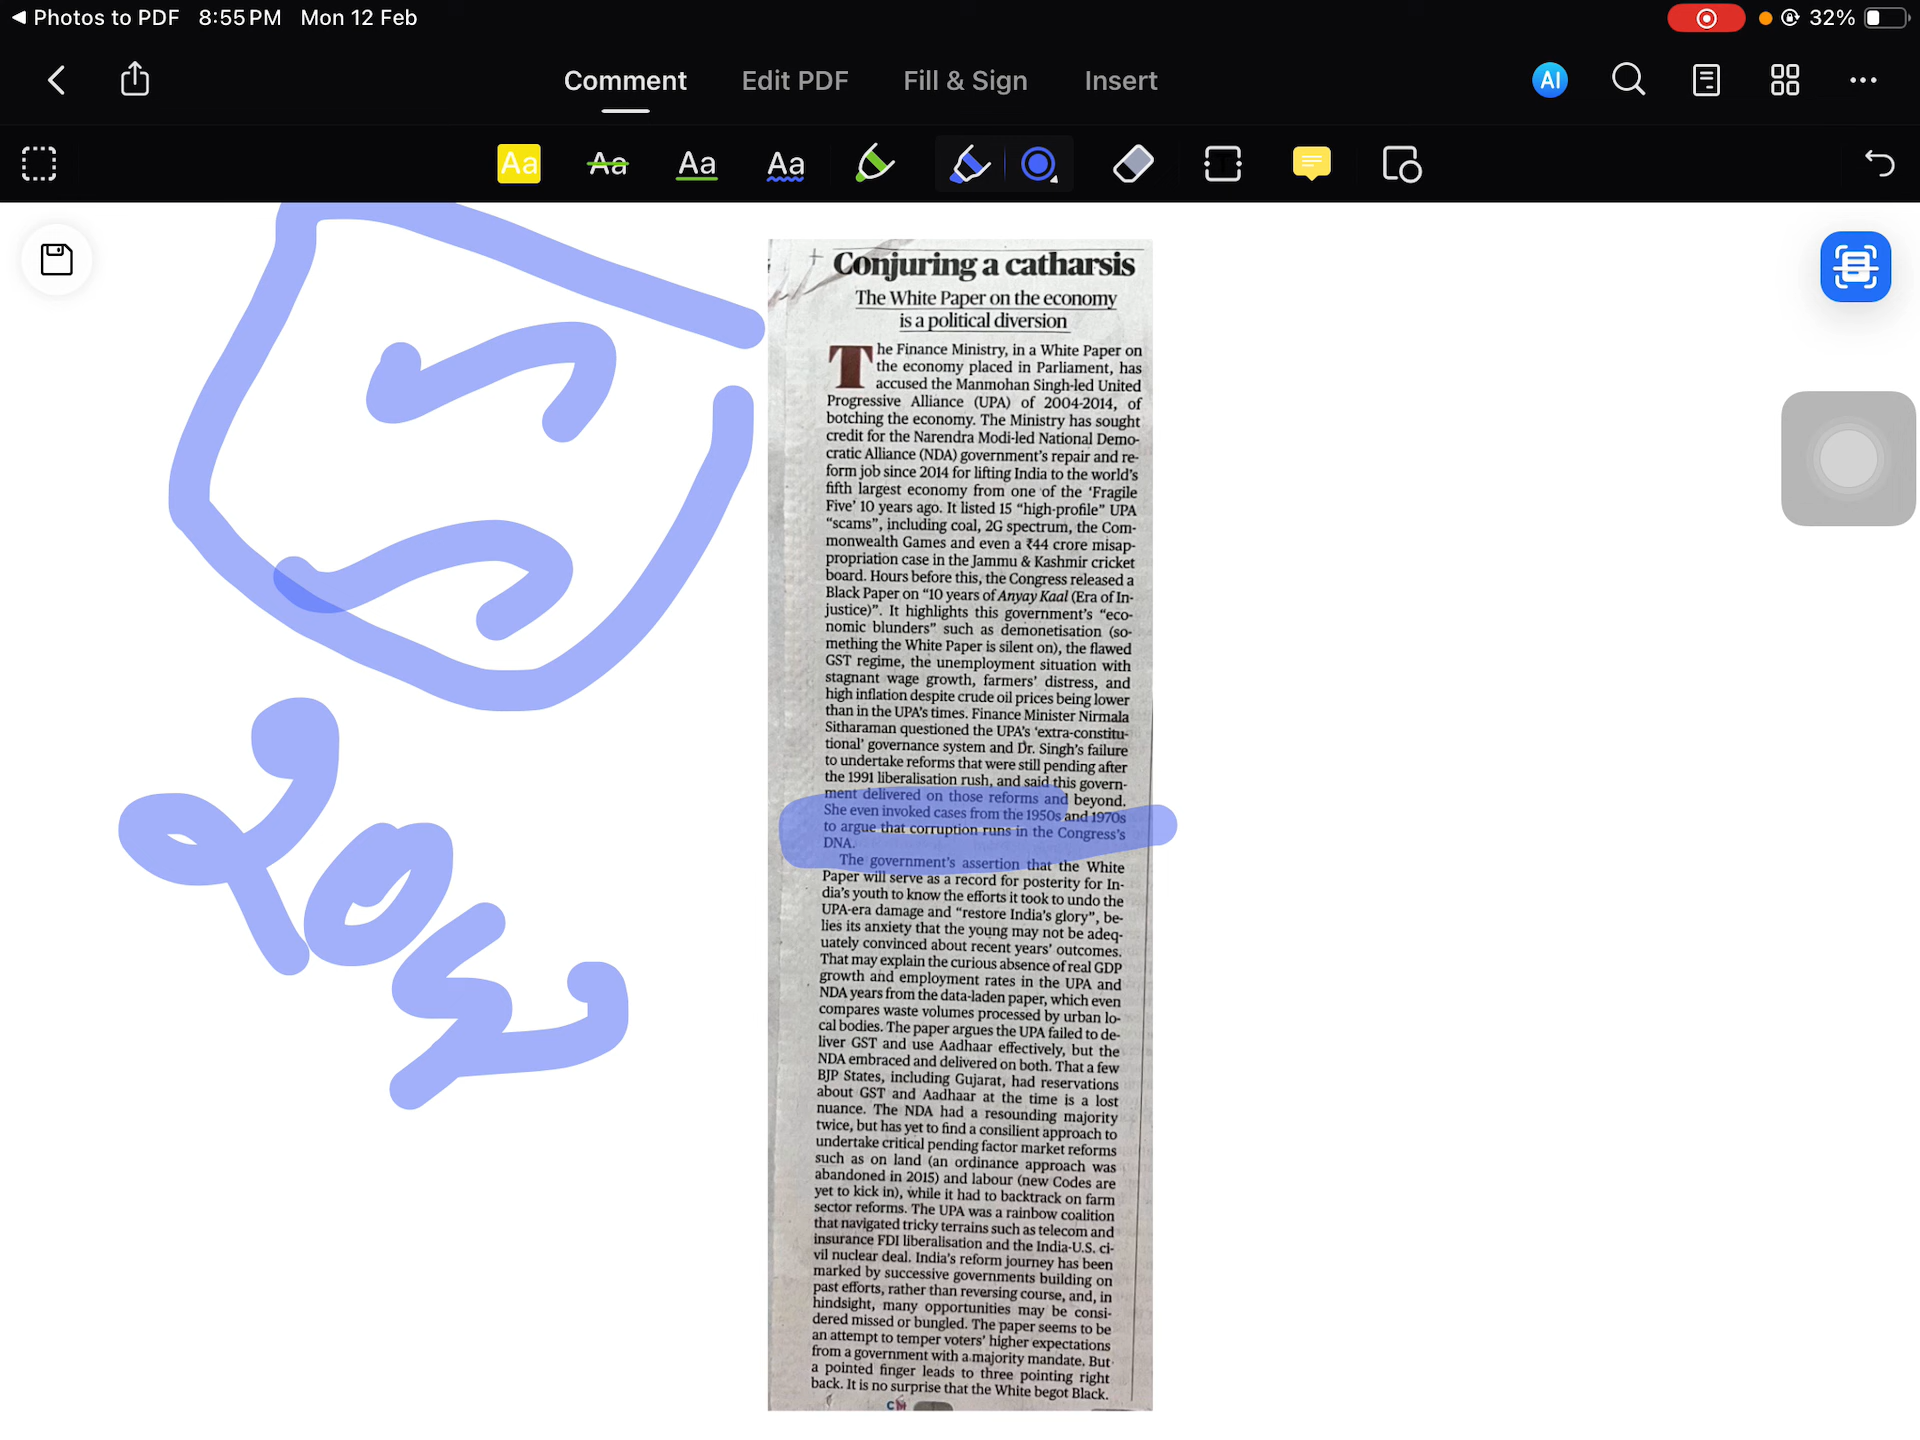 ◀ Photos to PDF 8:55 PM Mon 12 Feb 32%
Comment Edit PDF Fill & Sign Insert AI
Aa Aa Aa Aa T
Conjuring a catharsis
The White Paper on the economy
is a political diversion
The Finance Ministry, in a White Paper on
the economy placed in Parliament, has
accused the Manmohan Singh-led United
Progressive Alliance (UPA) of 2004-2014, of
botching the economy. The Ministry has sought
credit for the Narendra Modi-led National Demo-
cratic Alliance (NDA) government's repair and re-
form job since 2014 for lifting India to the world's
fifth largest economy from one of the 'Fragile
Five' 10 years ago. It listed 15 "high-profile" UPA
"scams", including coal, 2G spectrum, the Com-
monwealth Games and even a ₹44 crore misap-
propriation case in the Jammu & Kashmir cricket
board. Hours before this, the Congress released a
Black Paper on "10 years of Anyay Kaal (Era of In-
justice)". It highlights this government's "eco-
nomic blunders" such as demonetisation (so-
mething the White Paper is silent on), the flawed
GST regime, the unemployment situation with
stagnant wage growth, farmers' distress, and
high inflation despite crude oil prices being lower
than in the UPA's times. Finance Minister Nirmala
Sitharaman questioned the UPA's 'extra-constitu-
tional' governance system and Dr. Singh's failure
to undertake reforms that were still pending after
the 1991 liberalisation rush, and said this govern-
ment delivered on those reforms and beyond.
She even invoked cases from the 1950s and 1970s
to argue that corruption runs in the Congress's
DNA.
The government's assertion that the White
Paper will serve as a record for posterity for In-
dia's youth to know the efforts it took to undo the
UPA-era damage and "restore India's glory", be-
lies its anxiety that the young may not be adeq-
uately convinced about recent years' outcomes.
That may explain the curious absence of real GDP
growth and employment rates in the UPA and
NDA years from the data-laden paper, which even
compares waste volumes processed by urban lo-
cal bodies. The paper argues the UPA failed to de-
liver GST and use Aadhaar effectively, but the
NDA embraced and delivered on both. That a few
BJP States, including Gujarat, had reservations
about GST and Aadhaar at the time is a lost
nuance. The NDA had a resounding majority
twice, but has yet to find a consilient approach to
undertake critical pending factor market reforms
such as on land (an ordinance approach was
abandoned in 2015) and labour (new Codes are
yet to kick in), while it had to backtrack on farm
sector reforms. The UPA was a rainbow coalition
that navigated tricky terrains such as telecom and
insurance FDI liberalisation and the India-U.S. ci-
vil nuclear deal. India's reform journey has been
marked by successive governments building on
past efforts, rather than reversing course, and, in
hindsight, many opportunities may be consi-
dered missed or bungled. The paper seems to be
an attempt to temper voters' higher expectations
from a government with a majority mandate. But
a pointed finger leads to three pointing right
back. It is no surprise that the White begot Black.